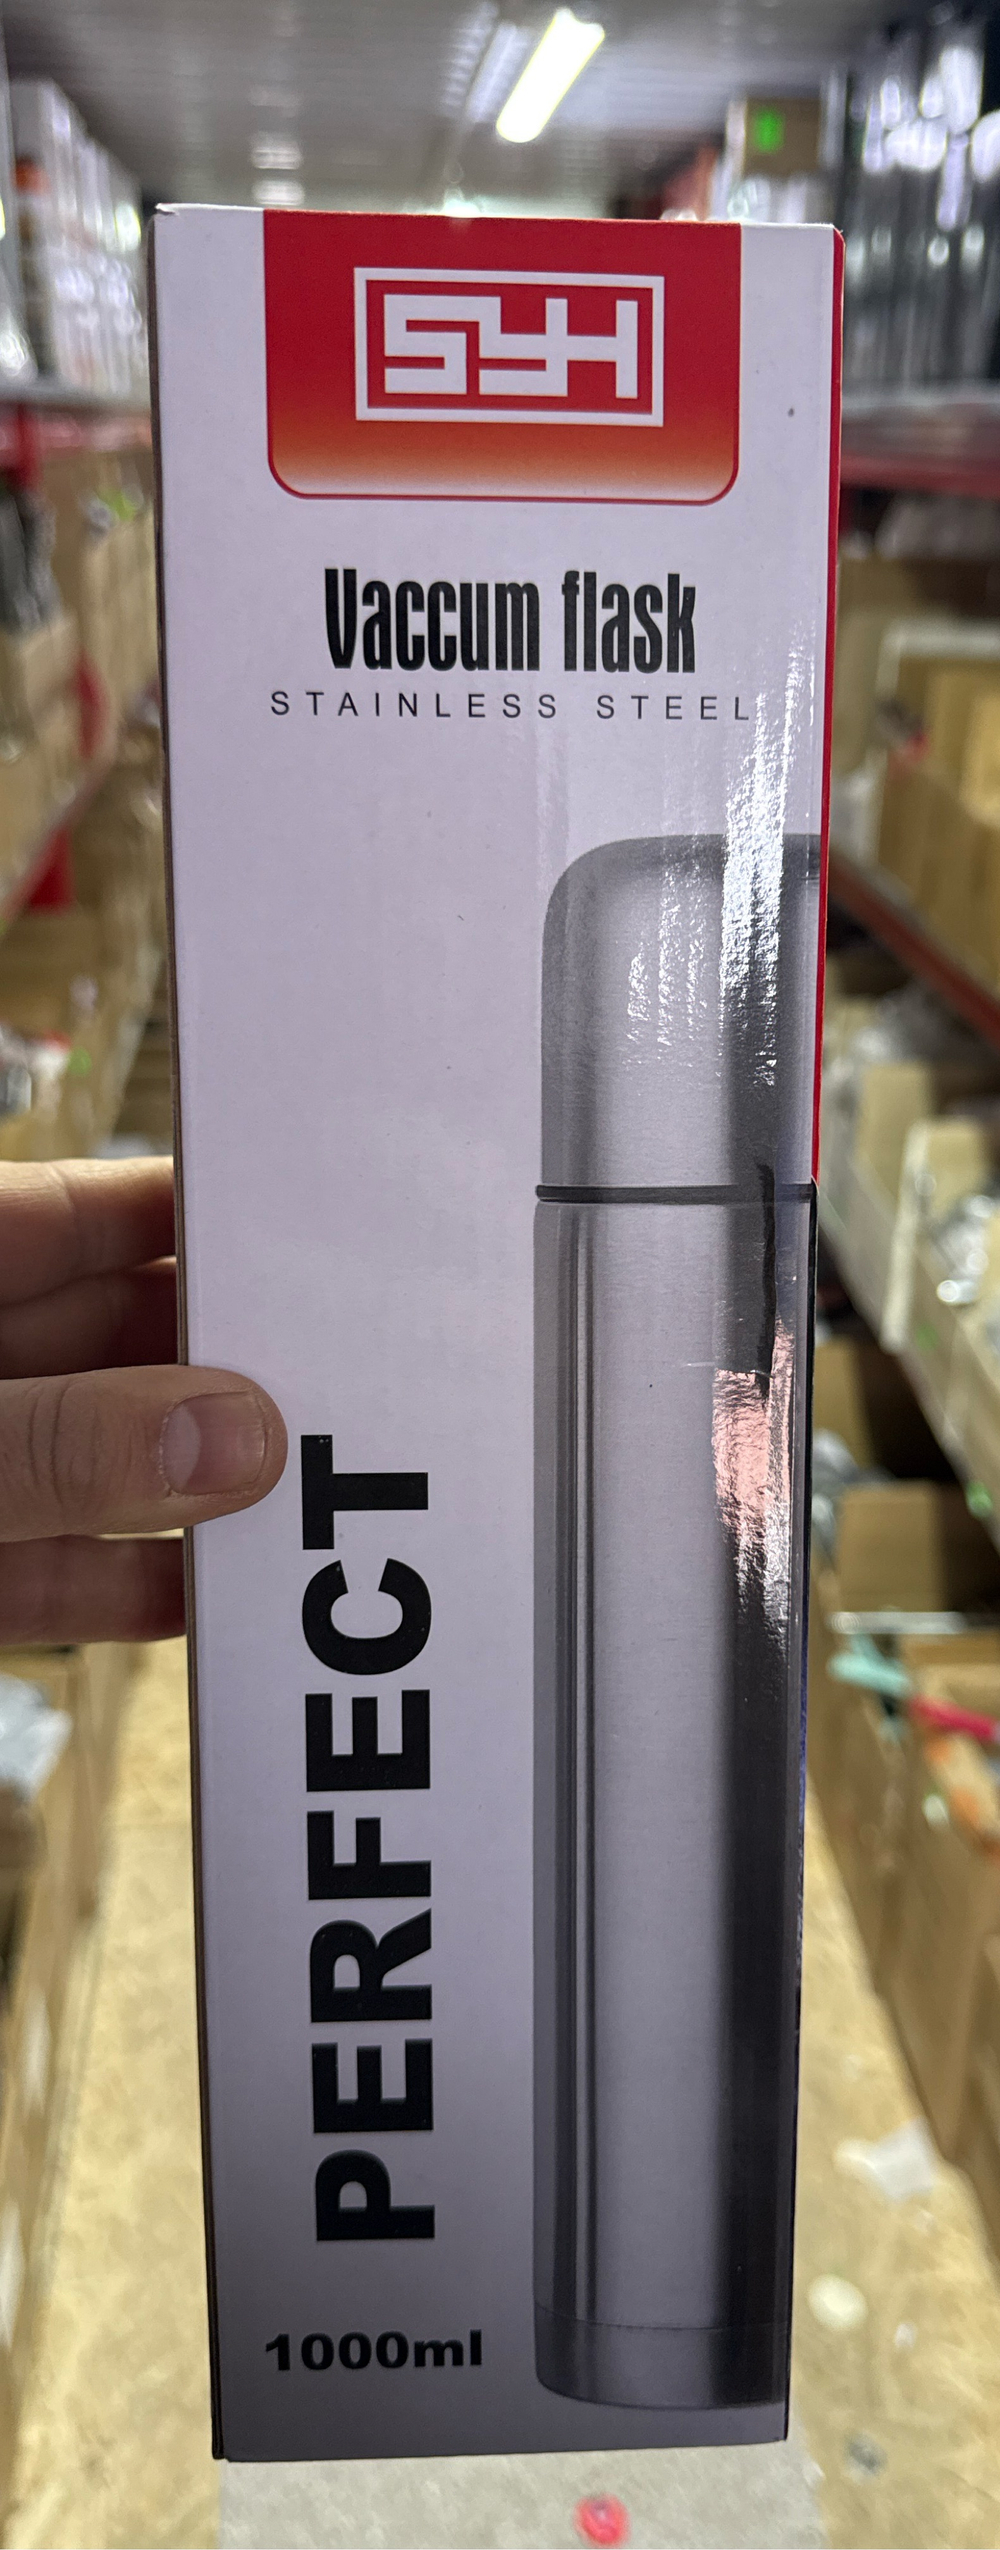 SYH
Vaccum flask
STAINLESS STEEL
PERFECT
1000ml